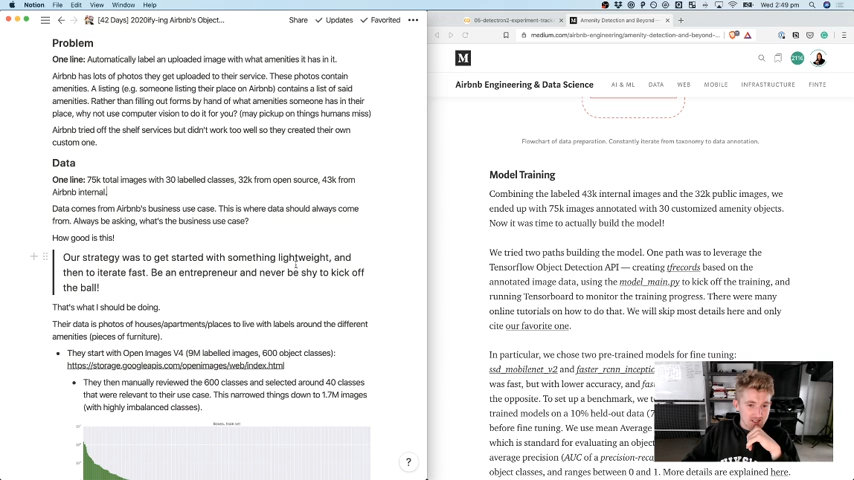 Notion File Edit View Window Help
Wed 2:49 pm
[42 Days] 2020ify-ing Airbnb's Object...
Share Updates Favorited
Problem
One line: Automatically label an uploaded image with what amenities it has in it.
Airbnb has lots of photos they get uploaded to their service. These photos contain
amenities. A listing (e.g. someone listing their place on Airbnb) contains a list of said
amenities. Rather than filling out forms by hand of what amenities someone has in their
place, why not use computer vision to do it for you? (may pickup on things humans miss)
Airbnb tried off the shelf services but didn't work too well so they created their own
custom one.
Data
One line: 75k total images with 30 labelled classes, 32k from open source, 43k from
Airbnb internal.
Data comes from Airbnb's business use case. This is where data should always come
from. Always be asking, what's the business use case?
How good is this!
Our strategy was to get started with something lightweight, and
then to iterate fast. Be an entrepreneur and never be shy to kick off
the ball!
That's what I should be doing.
Their data is photos of houses/apartments/places to live with labels around the different
amenities (pieces of furniture).
They start with Open Images V4 (9M labelled images, 600 object classes):
https://storage.googleapis.com/openimages/web/index.html
They then manually reviewed the 600 classes and selected around 40 classes
that were relevant to their use case. This narrowed things down to 1.7M images
(with highly imbalanced classes).
?
06-detectron2-experiment-track
Amenity Detection and Beyond —
medium.com/airbnb-engineering/amenity-detection-and-beyond-...
Airbnb Engineering & Data Science
AI & ML DATA WEB MOBILE INFRASTRUCTURE FINTE
Flowchart of data preparation. Constantly iterate from taxonomy to data annotation.
Model Training
Combining the labeled 43k internal images and the 32k public images, we
ended up with 75k images annotated with 30 customized amenity objects.
Now it was time to actually build the model!
We tried two paths building the model. One path was to leverage the
Tensorflow Object Detection API — creating tfrecords based on the
annotated image data, using the model_main.py to kick off the training, and
running Tensorboard to monitor the training progress. There were many
online tutorials on how to do that. We will skip most details here and only
cite our favorite one.
In particular, we chose two pre-trained models for fine tuning:
ssd_mobilenet_v2 and faster_rcnn_inceptio
was fast, but with lower accuracy, and
the opposite. To set up a benchmark, we
trained models on a 10% held-out data (7
before fine tuning. We use mean Average
which is standard for evaluating an object
average precision (AUC of a precision-reca
object classes, and ranges between 0 and 1. More details are explained here.